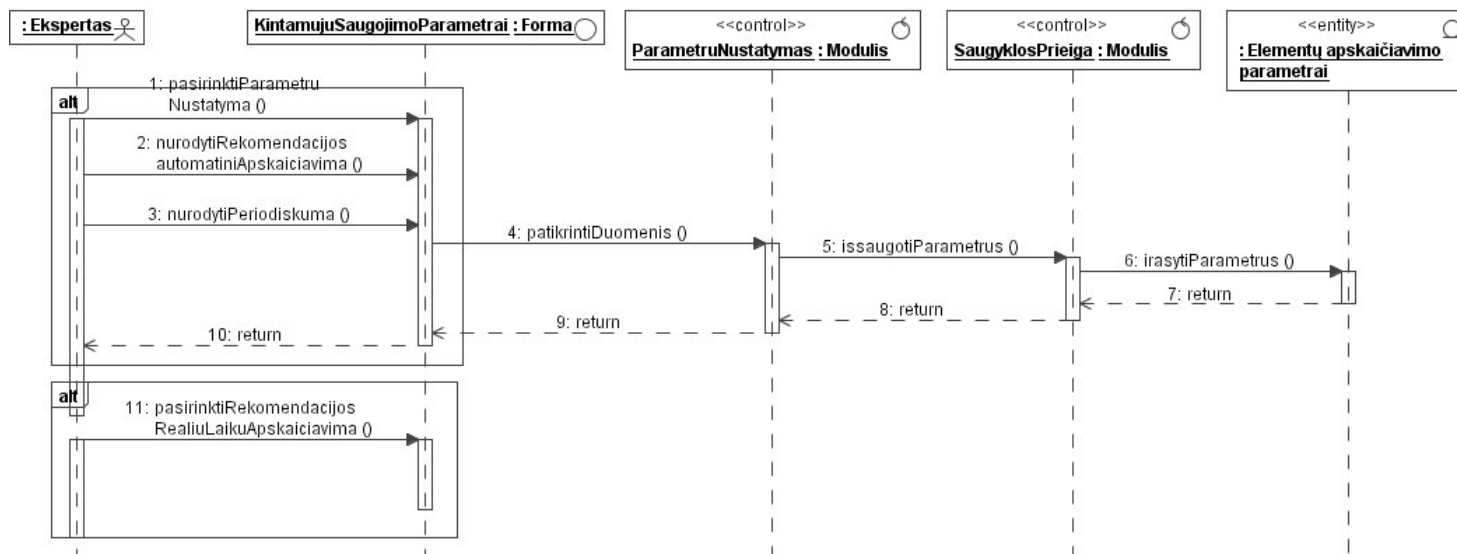 : Ekspertas
KintamujuSaugojimoParametrai : Forma
<<control>>
ParametruNustatymas : Modulis
<<control>>
SaugyklosPrieiga : Modulis
<<entity>>
: Elementų apskaičiavimo
parametrai
alt
1: pasirinktiParametru
Nustatyma ()
2: nurodytiRekomendacijos
automatiniApskaiciavima ()
3: nurodytiPeriodiskuma ()
4: patikrintiDuomenis ()
5: issaugotiParametrus ()
6: irasytiParametrus ()
7: return
8: return
9: return
10: return
alt
11: pasirinktiRekomendacijos
RealiuLaikuApskaiciavima ()